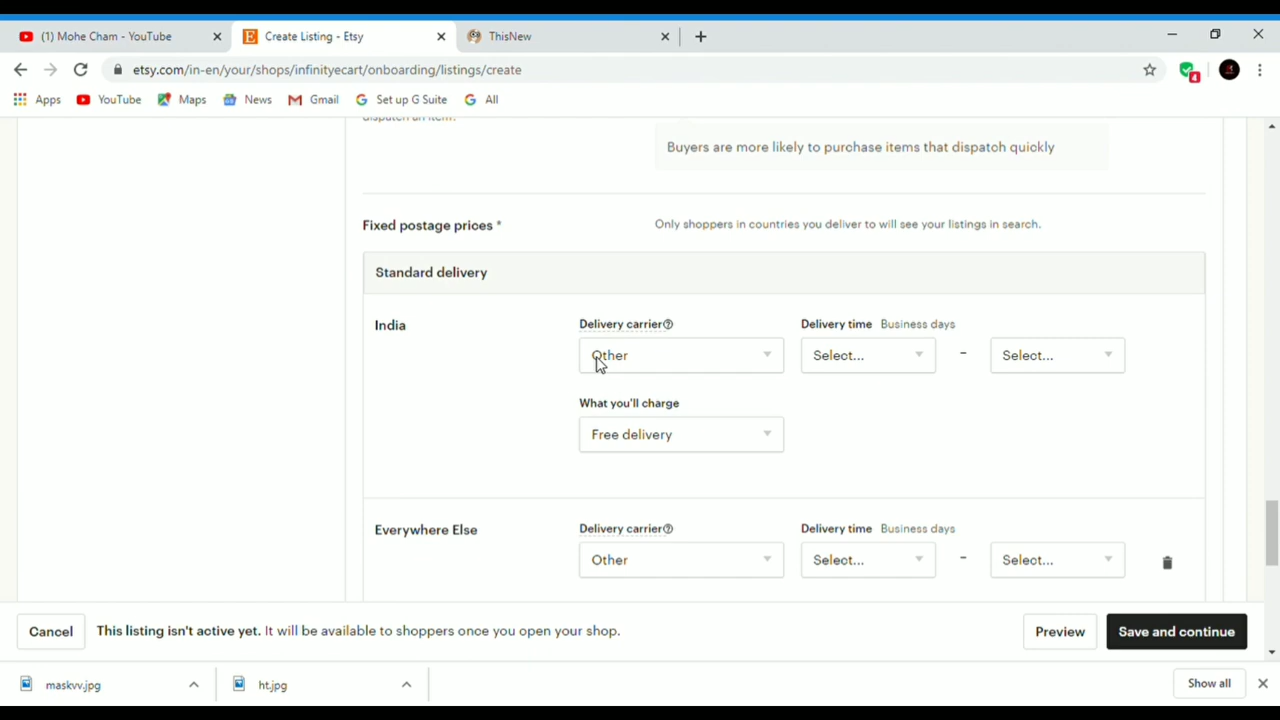 (1) Mohe Cham - YouTube
Create Listing - Etsy
ThisNew
etsy.com/in-en/your/shops/infinityecart/onboarding/listings/create
4
Apps
YouTube
Maps
News
Gmail
Set up G Suite
All
dispatch an item.
Buyers are more likely to purchase items that dispatch quickly
Fixed postage prices *
Only shoppers in countries you deliver to will see your listings in search.
Standard delivery
India
Delivery carrier
Delivery time Business days
Other
Select...
-
Select...
What you'll charge
Free delivery
Everywhere Else
Delivery carrier
Delivery time Business days
Other
Select...
-
Select...
Cancel
This listing isn't active yet. It will be available to shoppers once you open your shop.
Preview
Save and continue
maskvv.jpg
ht.jpg
Show all